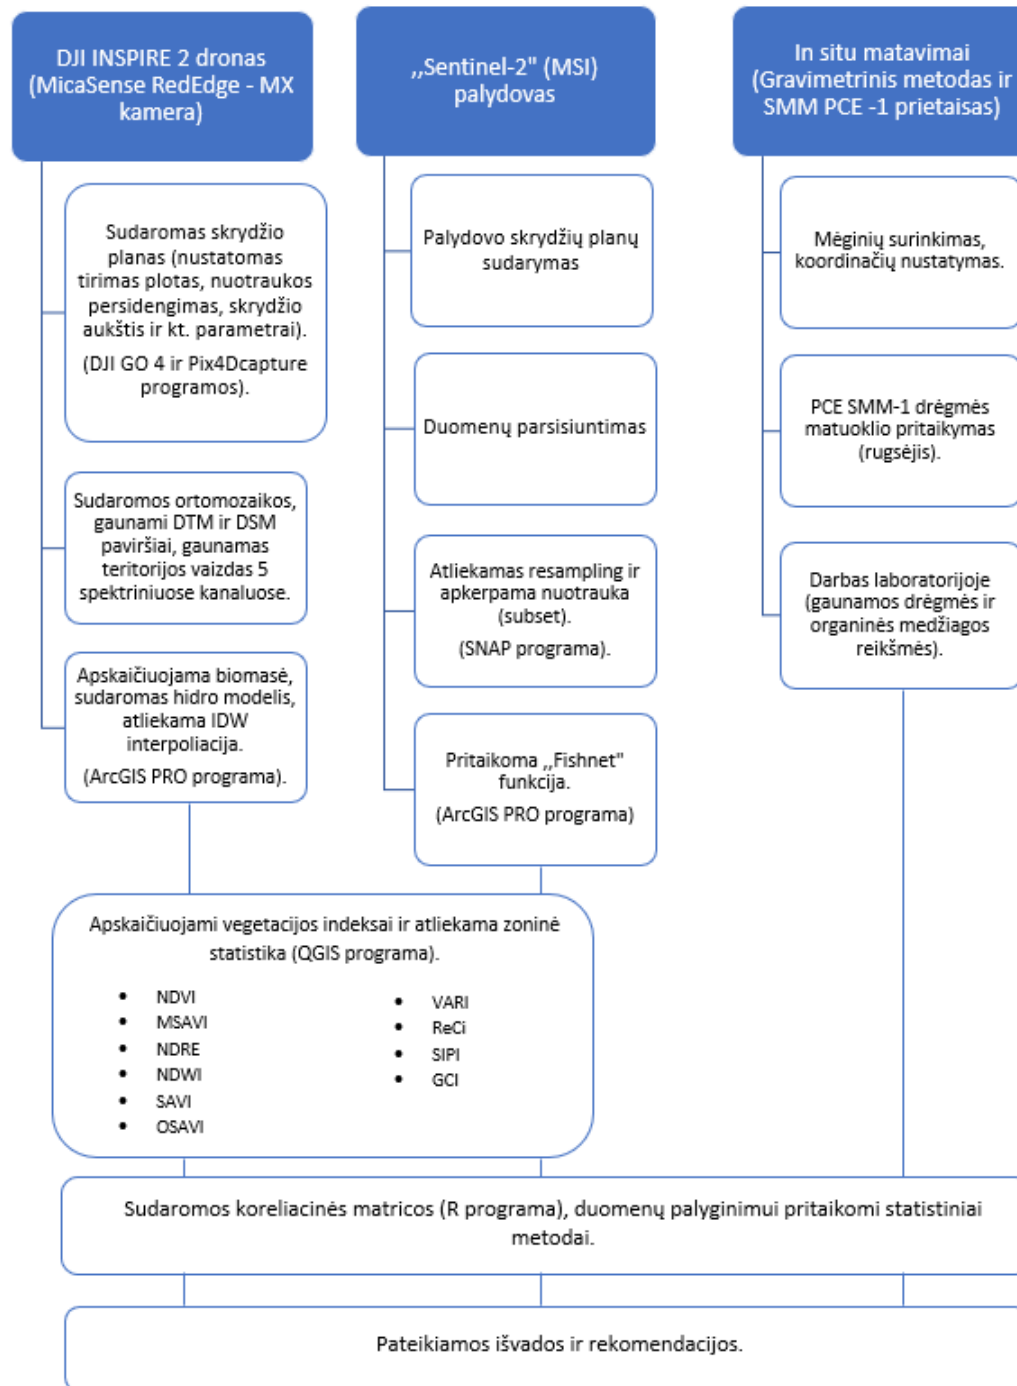 DJI INSPIRE 2 dronas
(MicaSense RedEdge - MX
kamera)
Sudaromas skrydžio
planas (nustatomas
tirimas plotas, nuotraukos
persidengimas, skrydžio
aukštis ir kt. parametrai).
(DJI GO 4 ir Pix4Dcapture
programos).
Sudaromos ortomozaikos,
gaunami DTM ir DSM
paviršiai, gaunamas
teritorijos vaizdas 5
spektriniuose kanaluose.
Apskaičiuojama biomasė,
sudaromas hidro modelis,
atliekama IDW
interpoliacija.
(ArcGIS PRO programa).
,,Sentinel-2" (MSI)
palydovas
Palydovo skrydžių planų
sudarymas
Duomenų parsisiuntimas
Atliekamas resampling ir
apkerpama nuotrauka
(subset).
(SNAP programa).
Pritaikoma ,,Fishnet"
funkcija.
(ArcGIS PRO programa)
In situ matavimai
(Gravimetrinis metodas ir
SMM PCE -1 prietaisas)
Mėginių surinkimas,
koordinačių nustatymas.
PCE SMM-1 drėgmės
matuoklio pritaikymas
(rugsėjis).
Darbas laboratorijoje
(gaunamos drėgmės ir
organinės medžiagos
reikšmės).
Apskaičiuojami vegetacijos indeksai ir atliekama zoninė
statistika (QGIS programa).
• NDVI
• MSAVI
• NDRE
• NDWI
• SAVI
• OSAVI
• VARI
• ReCi
• SIPI
• GCI
Sudaromos koreliacinės matricos (R programa), duomenų palyginimui pritaikomi statistiniai
metodai.
Pateikiamos išvados ir rekomendacijos.